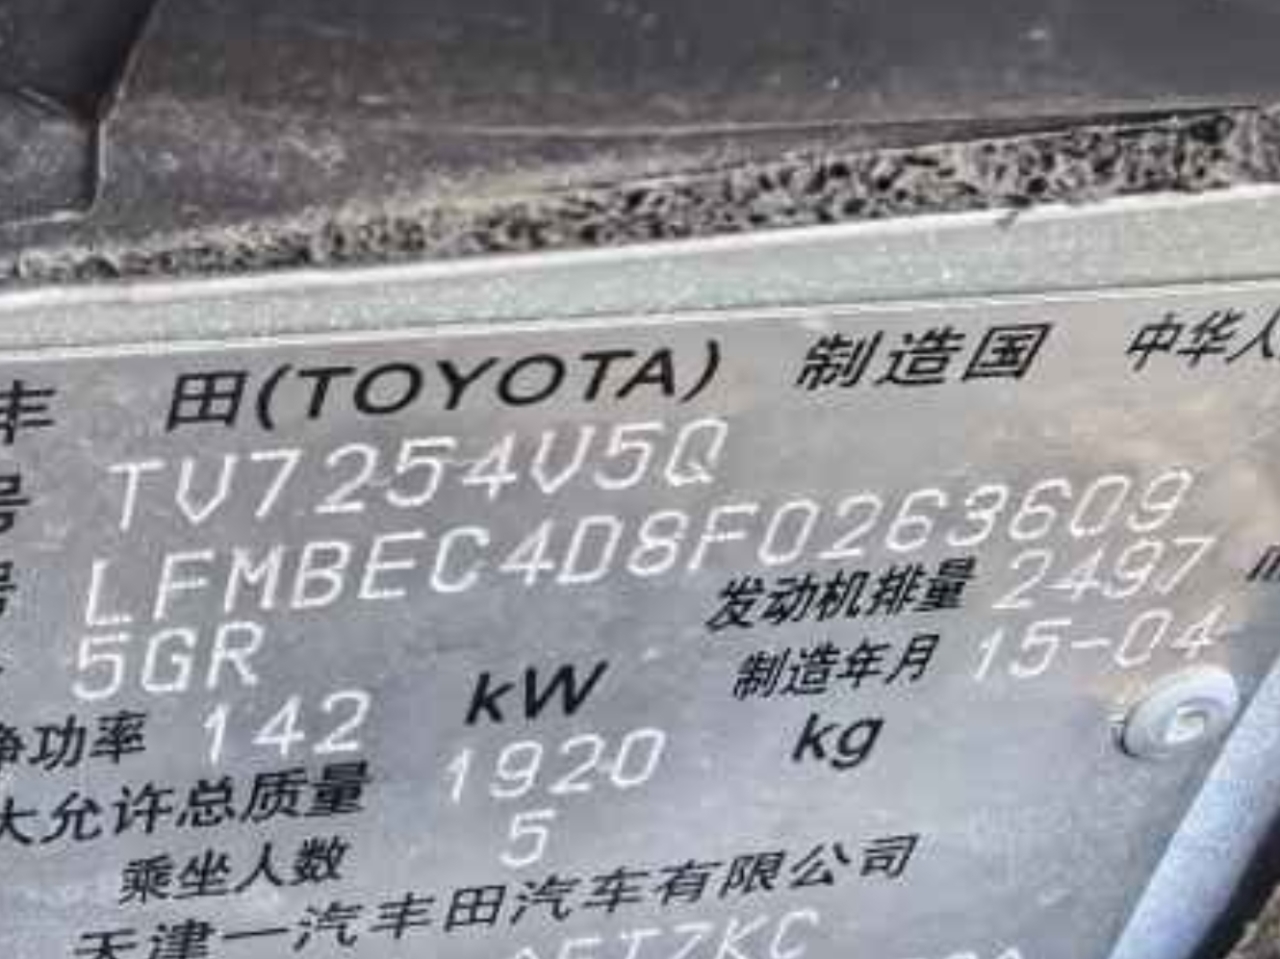 丰 田(TOYOTA) 制造国 中华人
号 TV7254V5Q
号 LFMBEC4D8F0263609
5GR 发动机排量 2497
净功率 142 kW 制造年月 15-04
大允许总质量 1920 kg
乘坐人数 5
天津一汽丰田汽车有限公司